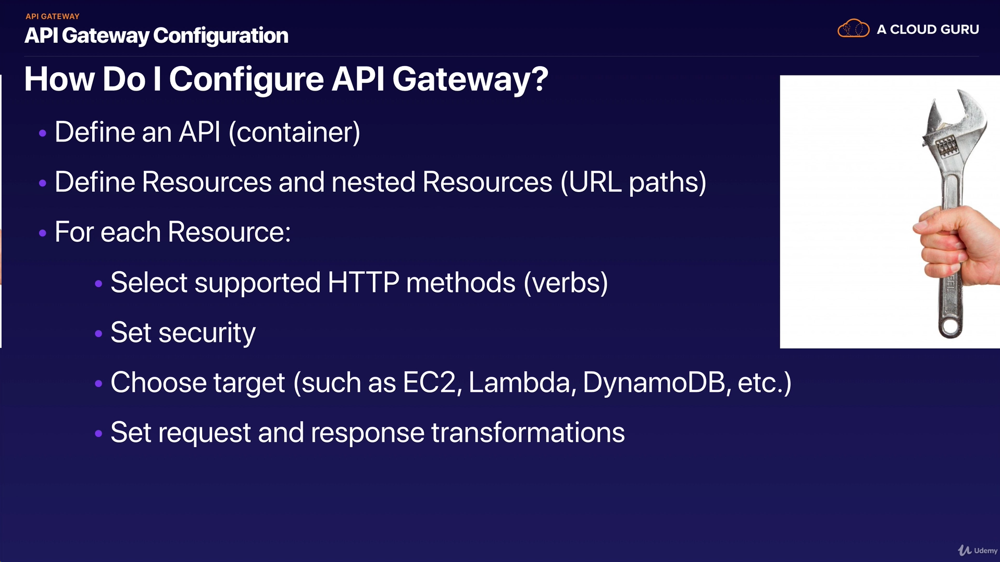 API GATEWAY
API Gateway Configuration
A CLOUD GURU
How Do I Configure API Gateway?
• Define an API (container)
• Define Resources and nested Resources (URL paths)
• For each Resource:
• Select supported HTTP methods (verbs)
• Set security
• Choose target (such as EC2, Lambda, DynamoDB, etc.)
• Set request and response transformations
Udemy